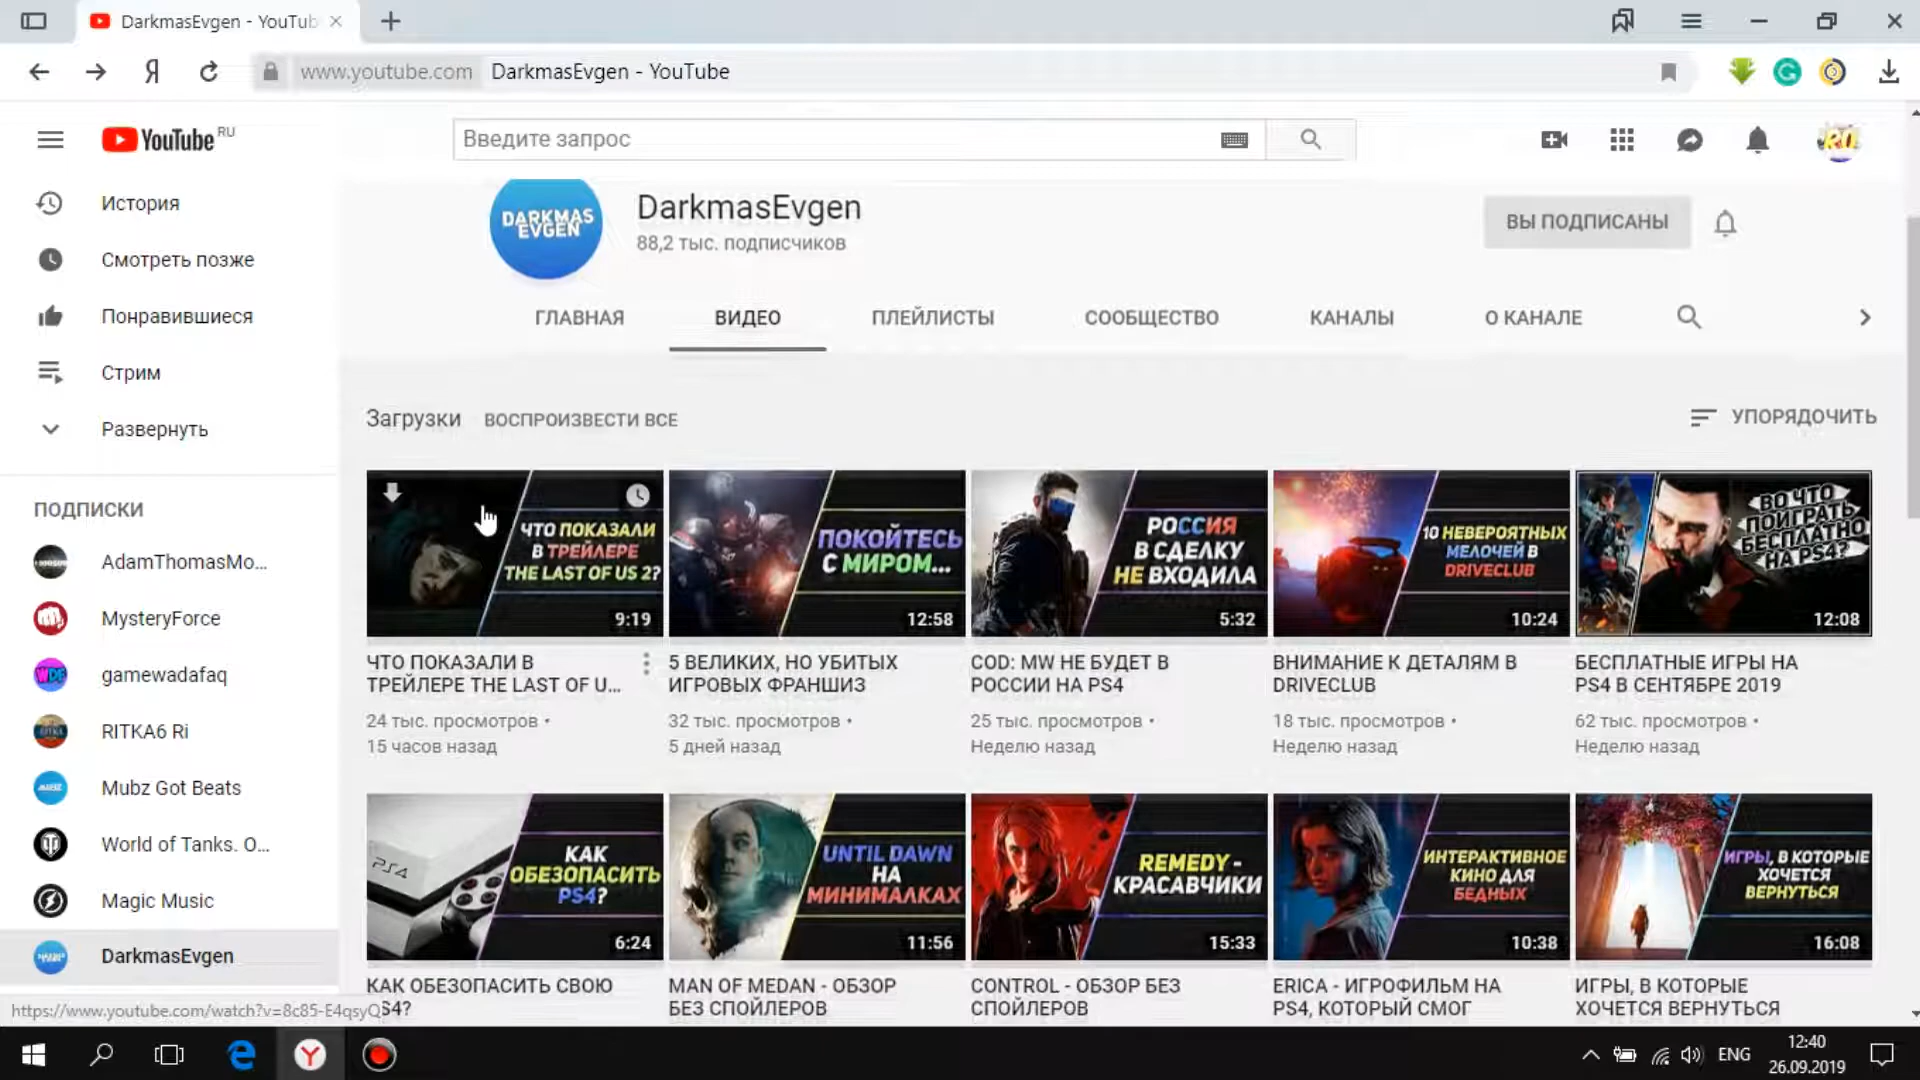 DarkmasEvgen - YouTub
www.youtube.com DarkmasEvgen - YouTube
YouTube RU
Введите запрос
История
Смотреть позже
Понравившиеся
Стрим
Развернуть
ПОДПИСКИ
AdamThomasMo...
MysteryForce
gamewadafaq
RITKA6 Ri
Mubz Got Beats
World of Tanks. O...
Magic Music
DarkmasEvgen
https://www.youtube.com/watch?v=8c85-E4qsyQ
DARKMAS
EVGEN
DarkmasEvgen
88,2 тыс. подписчиков
ВЫ ПОДПИСАНЫ
ГЛАВНАЯ ВИДЕО ПЛЕЙЛИСТЫ СООБЩЕСТВО КАНАЛЫ О КАНАЛЕ
Загрузки ВОСПРОИЗВЕСТИ ВСЕ
УПОРЯДОЧИТЬ
ЧТО ПОКАЗАЛИ
В ТРЕЙЛЕРЕ
THE LAST OF US 2?
9:19
ЧТО ПОКАЗАЛИ В
ТРЕЙЛЕРЕ THE LAST OF U...
24 тыс. просмотров •
15 часов назад
ПОКОЙТЕСЬ
С МИРОМ...
12:58
5 ВЕЛИКИХ, НО УБИТЫХ
ИГРОВЫХ ФРАНШИЗ
32 тыс. просмотров •
5 дней назад
РОССИЯ
В СДЕЛКУ
НЕ ВХОДИЛА
5:32
COD: MW НЕ БУДЕТ В
РОССИИ НА PS4
25 тыс. просмотров •
Неделю назад
10 НЕВЕРОЯТНЫХ
МЕЛОЧЕЙ В
DRIVECLUB
10:24
ВНИМАНИЕ К ДЕТАЛЯМ В
DRIVECLUB
18 тыс. просмотров •
Неделю назад
ВО ЧТО
ПОИГРАТЬ
БЕСПЛАТНО
НА PS4?
12:08
БЕСПЛАТНЫЕ ИГРЫ НА
PS4 В СЕНТЯБРЕ 2019
62 тыс. просмотров •
Неделю назад
PS4
КАК
ОБЕЗОПАСИТЬ
PS4?
6:24
КАК ОБЕЗОПАСИТЬ СВОЮ
S4?
UNTIL DAWN
НА
МИНИМАЛКАХ
11:56
MAN OF MEDAN - ОБЗОР
БЕЗ СПОЙЛЕРОВ
REMEDY -
КРАСАВЧИКИ
15:33
CONTROL - ОБЗОР БЕЗ
СПОЙЛЕРОВ
ИНТЕРАКТИВНОЕ
КИНО ДЛЯ
БЕДНЫХ
10:38
ERICA - ИГРОФИЛЬМ НА
PS4, КОТОРЫЙ СМОГ
ИГРЫ, В КОТОРЫЕ
ХОЧЕТСЯ
ВЕРНУТЬСЯ
16:08
ИГРЫ, В КОТОРЫЕ
ХОЧЕТСЯ ВЕРНУТЬСЯ
ENG
12:40
26.09.2019